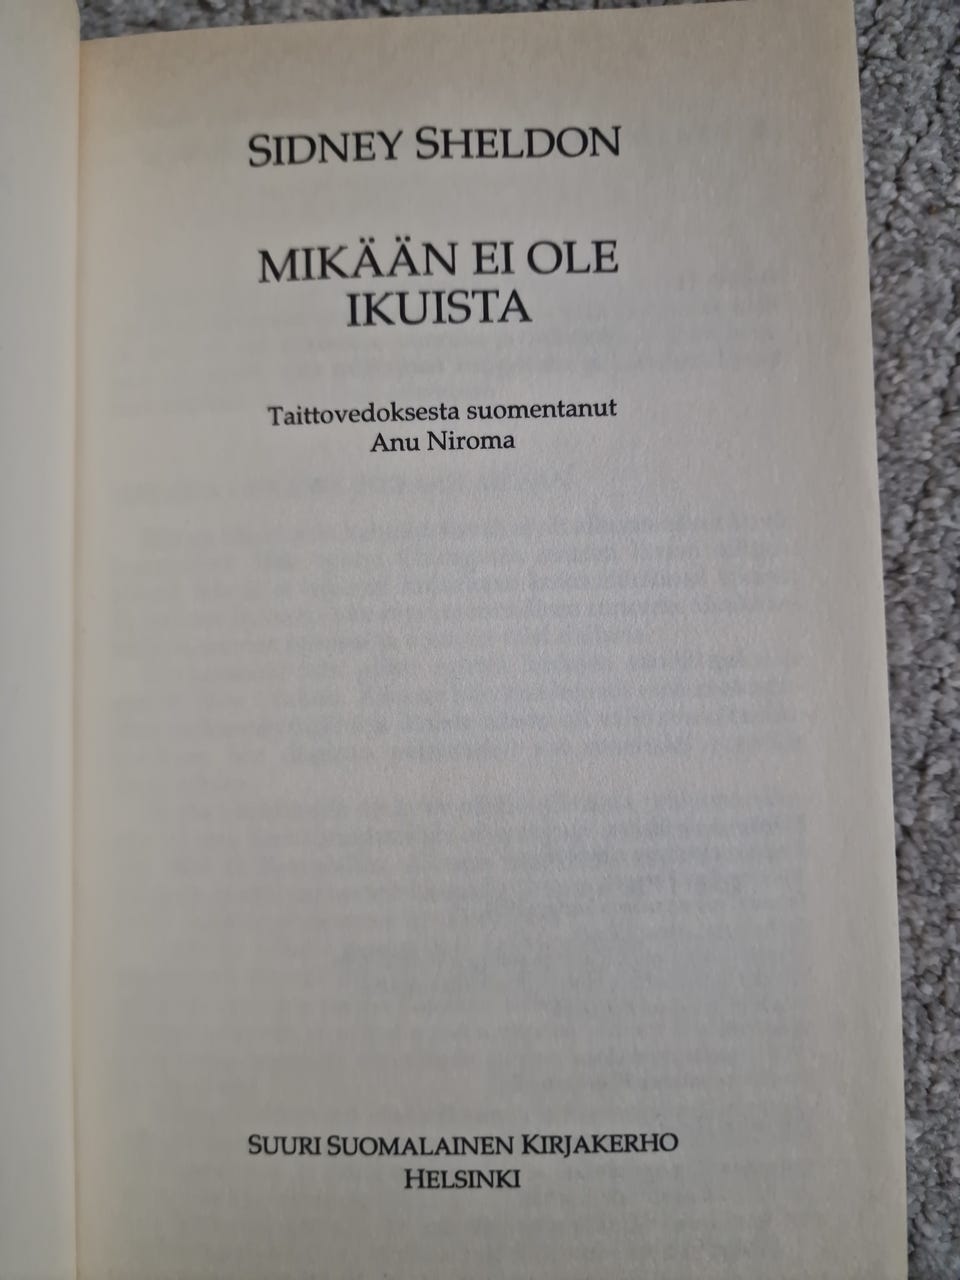 SIDNEY SHELDON
MIKÄÄN EI OLE
IKUISTA
Taittovedoksesta suomentanut
Anu Niroma
SUURI SUOMALAINEN KIRJAKERHO
HELSINKI